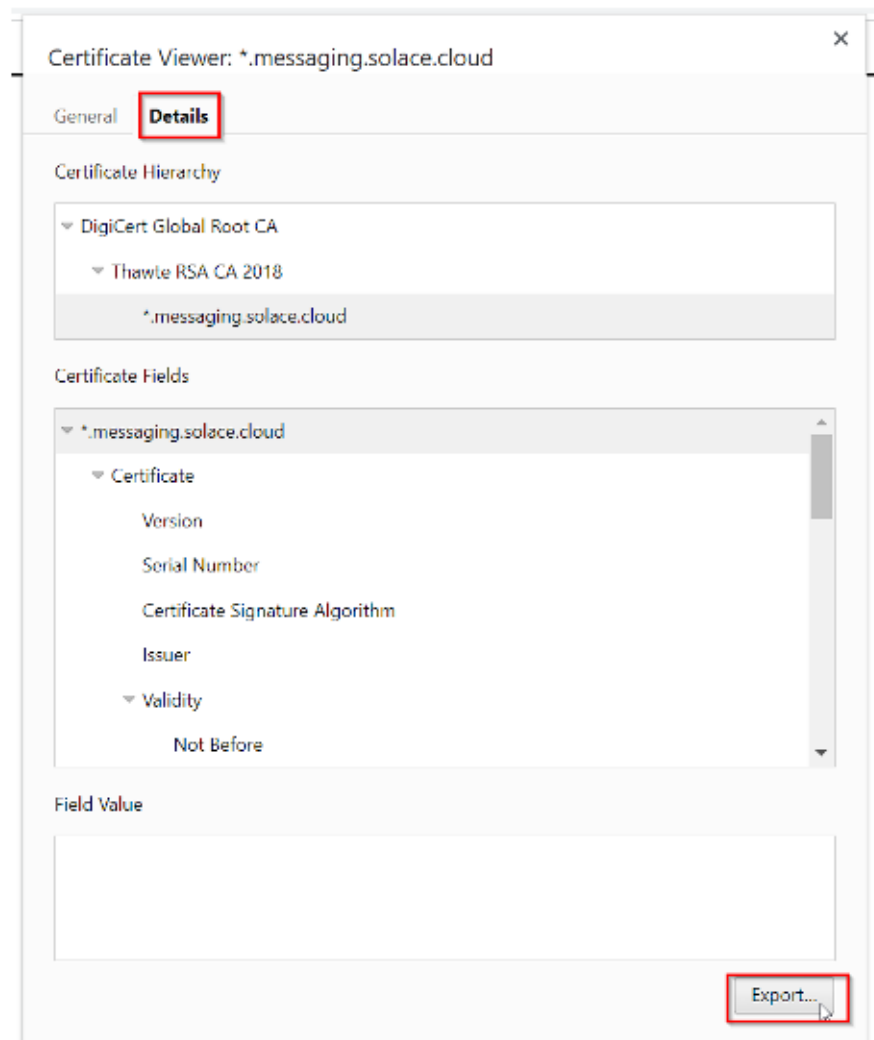 Certificate Viewer: *.messaging.solace.cloud
General Details
Certificate Hierarchy
DigiCert Global Root CA
Thawte RSA CA 2018
*.messaging.solace.cloud
Certificate Fields
*.messaging.solace.cloud
Certificate
Version
Serial Number
Certificate Signature Algorithm
Issuer
Validity
Not Before
Field Value
Export...